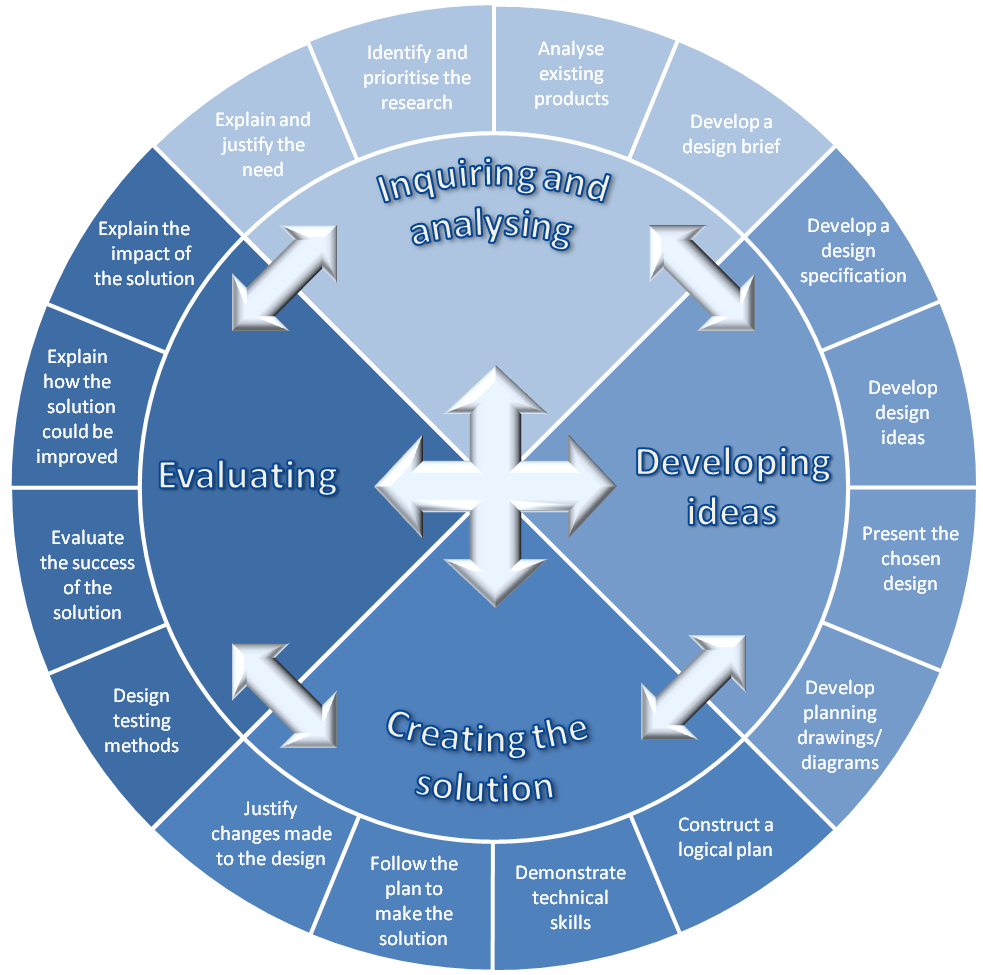 Inquiring and
analysing
Explain and
justify the
need
Identify and
prioritise the
research
Analyse
existing
products
Develop a
design brief
Developing
ideas
Develop a
design
specification
Develop
design
ideas
Present the
chosen
design
Develop
planning
drawings/
diagrams
Creating the
solution
Construct a
logical plan
Demonstrate
technical
skills
Follow the
plan to
make the
solution
Justify
changes made
to the design
Evaluating
Design
testing
methods
Evaluate
the success
of the
solution
Explain
how the
solution
could be
improved
Explain the
impact of
the solution